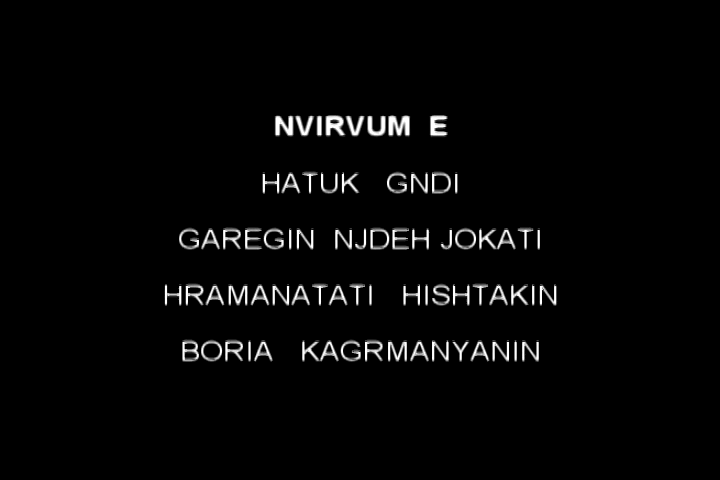 NVIRVUM E
HATUK GNDI
GAREGIN NJDEH JOKATI
HRAMANATATI HISHTAKIN
BORIA KAGRMANYANIN